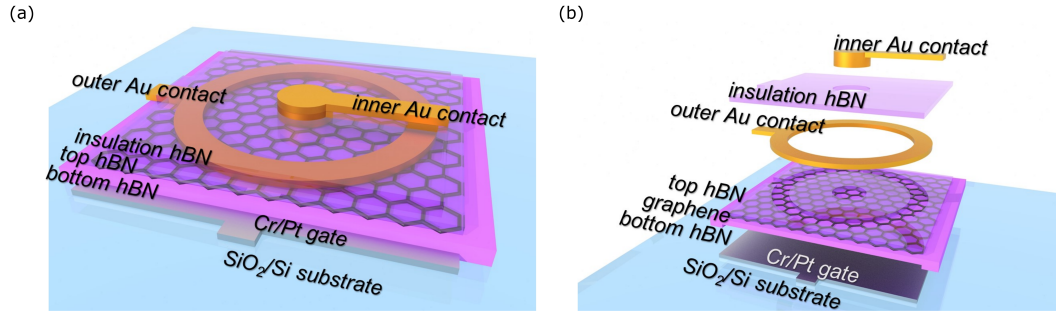 (a)
outer Au contact
inner Au contact
insulation hBN
top hBN
bottom hBN
Cr/Pt gate
SiO₂/Si substrate
(b)
inner Au contact
insulation hBN
outer Au contact
top hBN
graphene
bottom hBN
Cr/Pt gate
SiO₂/Si substrate